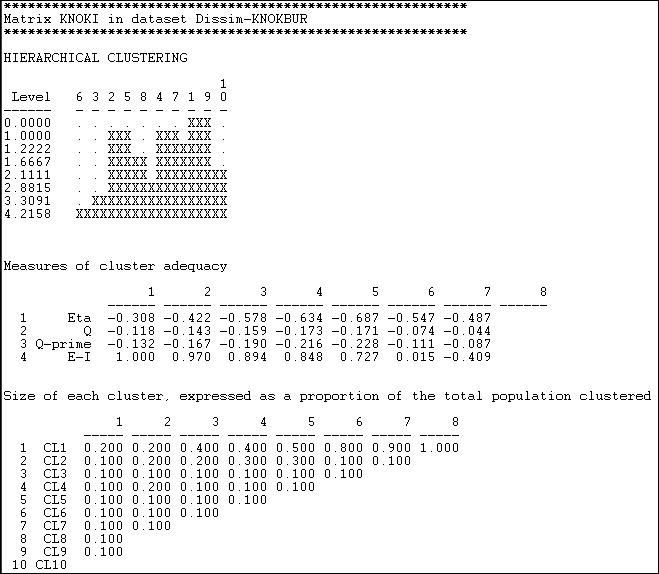 ************************************************************
Matrix KNOKI in dataset Dissim-KNOKBUR
************************************************************
HIERARCHICAL CLUSTERING
                            1
 Level   6 3 2 5 8 4 7 1 9 0
------   - - - - - - - - - -
0.0000   . . . . . . . XXX .
1.0000   . . XXX . XXX XXX .
1.2222   . . XXX . XXXXXXX .
1.6667   . . XXXXX XXXXXXX .
2.1111   . . XXXXX XXXXXXXXX
2.8815   . . XXXXXXXXXXXXXXX
3.3091   . XXXXXXXXXXXXXXXXX
4.2158   XXXXXXXXXXXXXXXXXXX
Measures of cluster adequacy
1 2 3 4 5 6 7 8
------ ------ ------ ------ ------ ------ ------ ------
1 Eta -0.308 -0.422 -0.578 -0.634 -0.687 -0.547 -0.487
2 Q -0.118 -0.143 -0.159 -0.173 -0.171 -0.074 -0.044
3 Q-prime -0.132 -0.167 -0.190 -0.216 -0.228 -0.111 -0.087
4 E-I 1.000 0.970 0.894 0.848 0.727 0.015 -0.409
Size of each cluster, expressed as a proportion of the total population clustered
1 2 3 4 5 6 7 8
----- ----- ----- ----- ----- ----- ----- -----
1 CL1 0.200 0.200 0.400 0.400 0.500 0.800 0.900 1.000
2 CL2 0.100 0.200 0.200 0.300 0.300 0.100 0.100
3 CL3 0.100 0.100 0.100 0.100 0.100 0.100
4 CL4 0.100 0.200 0.100 0.100 0.100
5 CL5 0.100 0.100 0.100 0.100
6 CL6 0.100 0.100 0.100
7 CL7 0.100 0.100
8 CL8 0.100
9 CL9 0.100
10 CL10